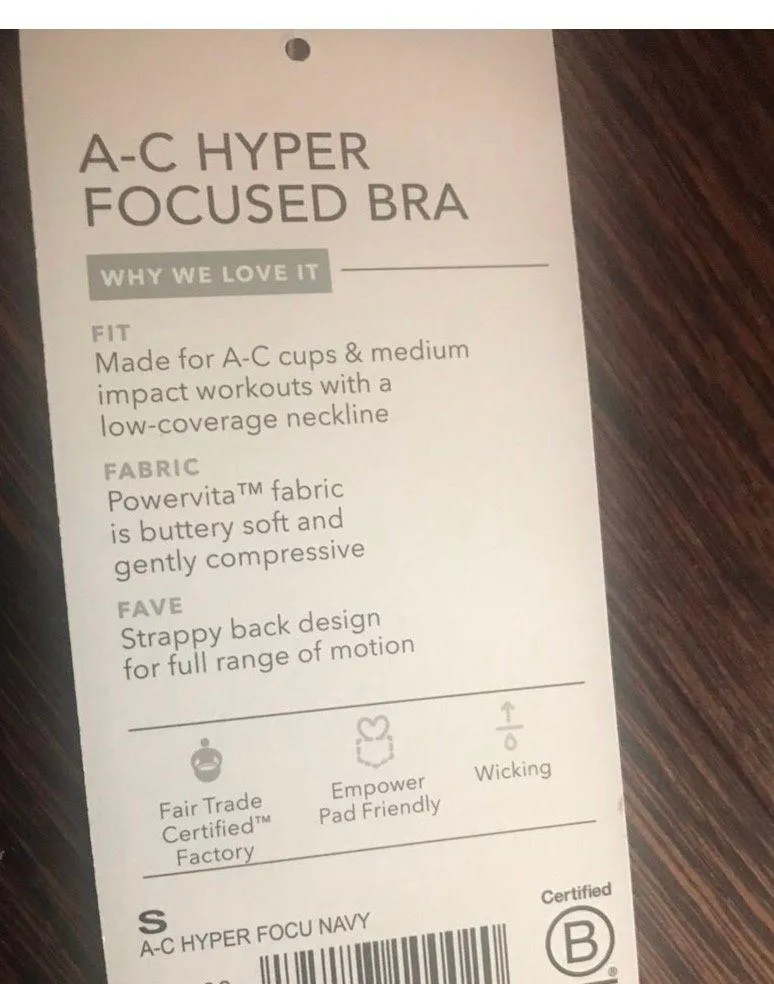 A-C HYPER
FOCUSED BRA
WHY WE LOVE IT
FIT
Made for A-C cups & medium
impact workouts with a
low-coverage neckline
FABRIC
Powervita™ fabric
is buttery soft and
gently compressive
FAVE
Strappy back design
for full range of motion
Fair Trade
Certified™
Factory
Empower
Pad Friendly
Wicking
S
A-C HYPER FOCU NAVY
Certified
B
®